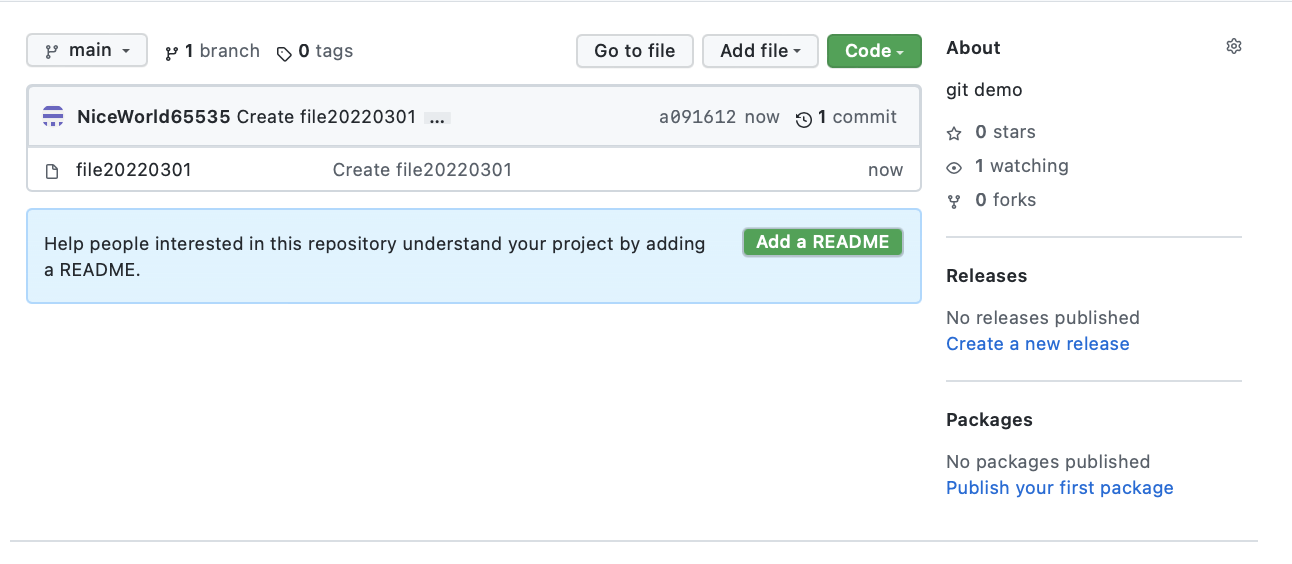 main 1 branch 0 tags Go to file Add file Code
NiceWorld65535 Create file20220301 ... a091612 now 1 commit
file20220301 Create file20220301 now
Help people interested in this repository understand your project by adding
a README.
Add a README
About
git demo
0 stars
1 watching
0 forks
Releases
No releases published
Create a new release
Packages
No packages published
Publish your first package